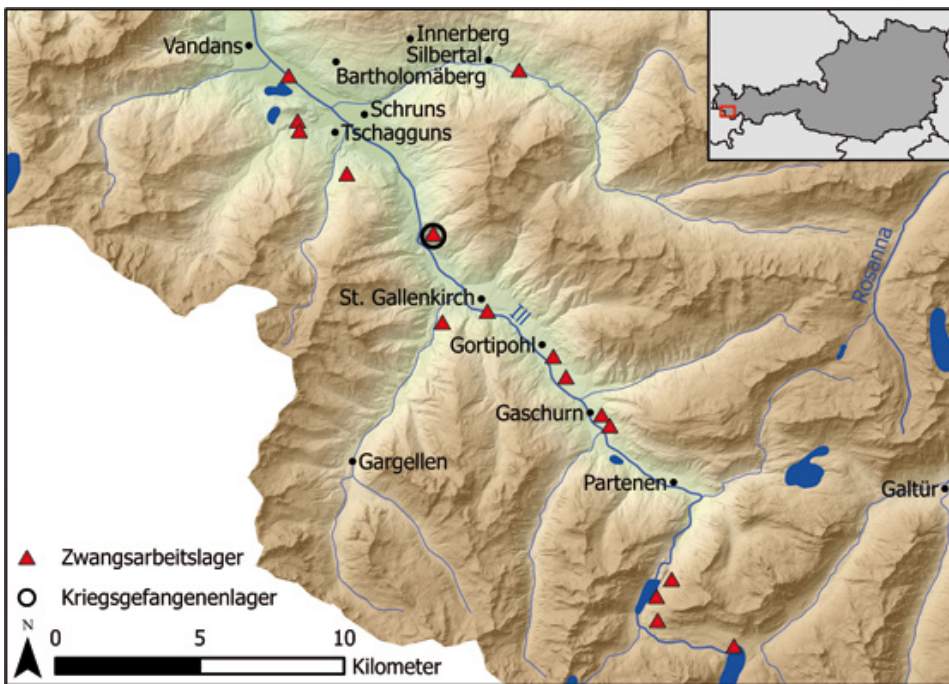 Innerberg
Vandans
Silbertal
Bartholomäberg
Schruns
Tschagguns
Rosanna
St. Gallenkirch
Ill
Gortipohl
Gaschurn
Gargellen
Partenen
Galtür
Zwangsarbeitslager
Kriegsgefangenenlager
N
0 5 10
Kilometer